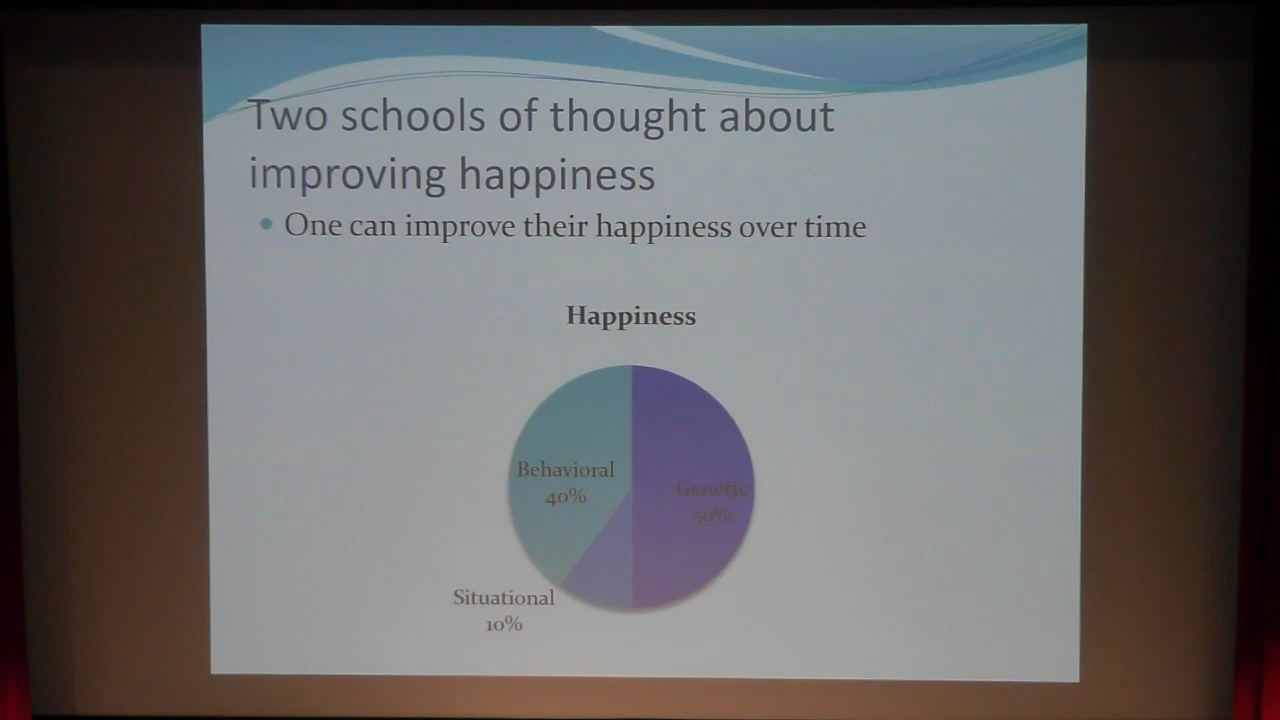 Two schools of thought about
improving happiness
• One can improve their happiness over time
Happiness
Behavioral
40%
Genetic
50%
Situational
10%